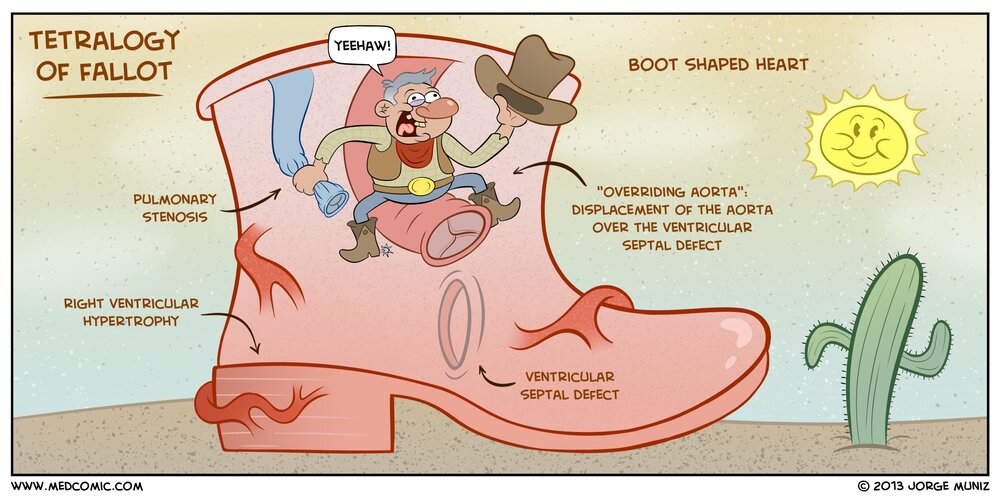 TETRALOGY
OF FALLOT
YEEHAW!
BOOT SHAPED HEART
PULMONARY
STENOSIS
"OVERRIDING AORTA":
DISPLACEMENT OF THE AORTA
OVER THE VENTRICULAR
SEPTAL DEFECT
RIGHT VENTRICULAR
HYPERTROPHY
VENTRICULAR
SEPTAL DEFECT
WWW.MEDCOMIC.COM
© 2013 JORGE MUNIZ